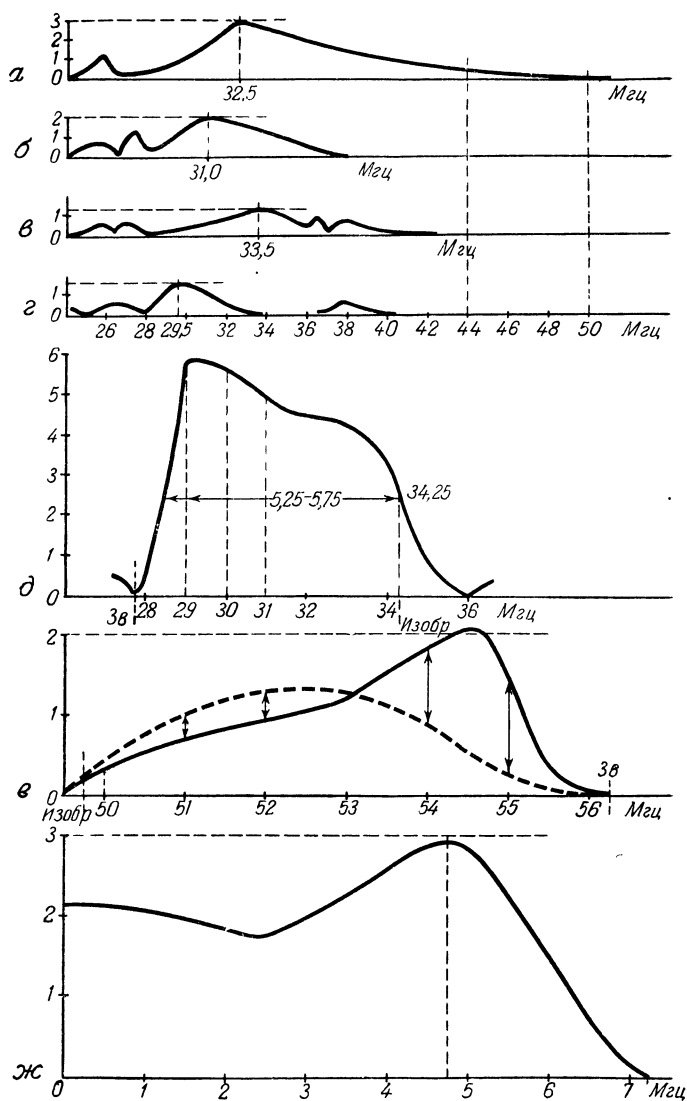 3
2
1
а 0
32,5 Мгц
2
1
б 0
31,0 Мгц
1
в 0
33,5 Мгц
1
г 0
26 28 29,5 32 34 36 38 40 42 44 46 48 50 Мгц
6
5
4
3
2
5,25-5,75 34,25
1
д 0
Зв 28 29 30 31 32 34 36 Мгц
Изобр
2
1
Зв
е 0
50 51 52 53 54 55 56 Мгц
Изобр
3
2
1
ж
0 1 2 3 4 5 6 7 Мгц